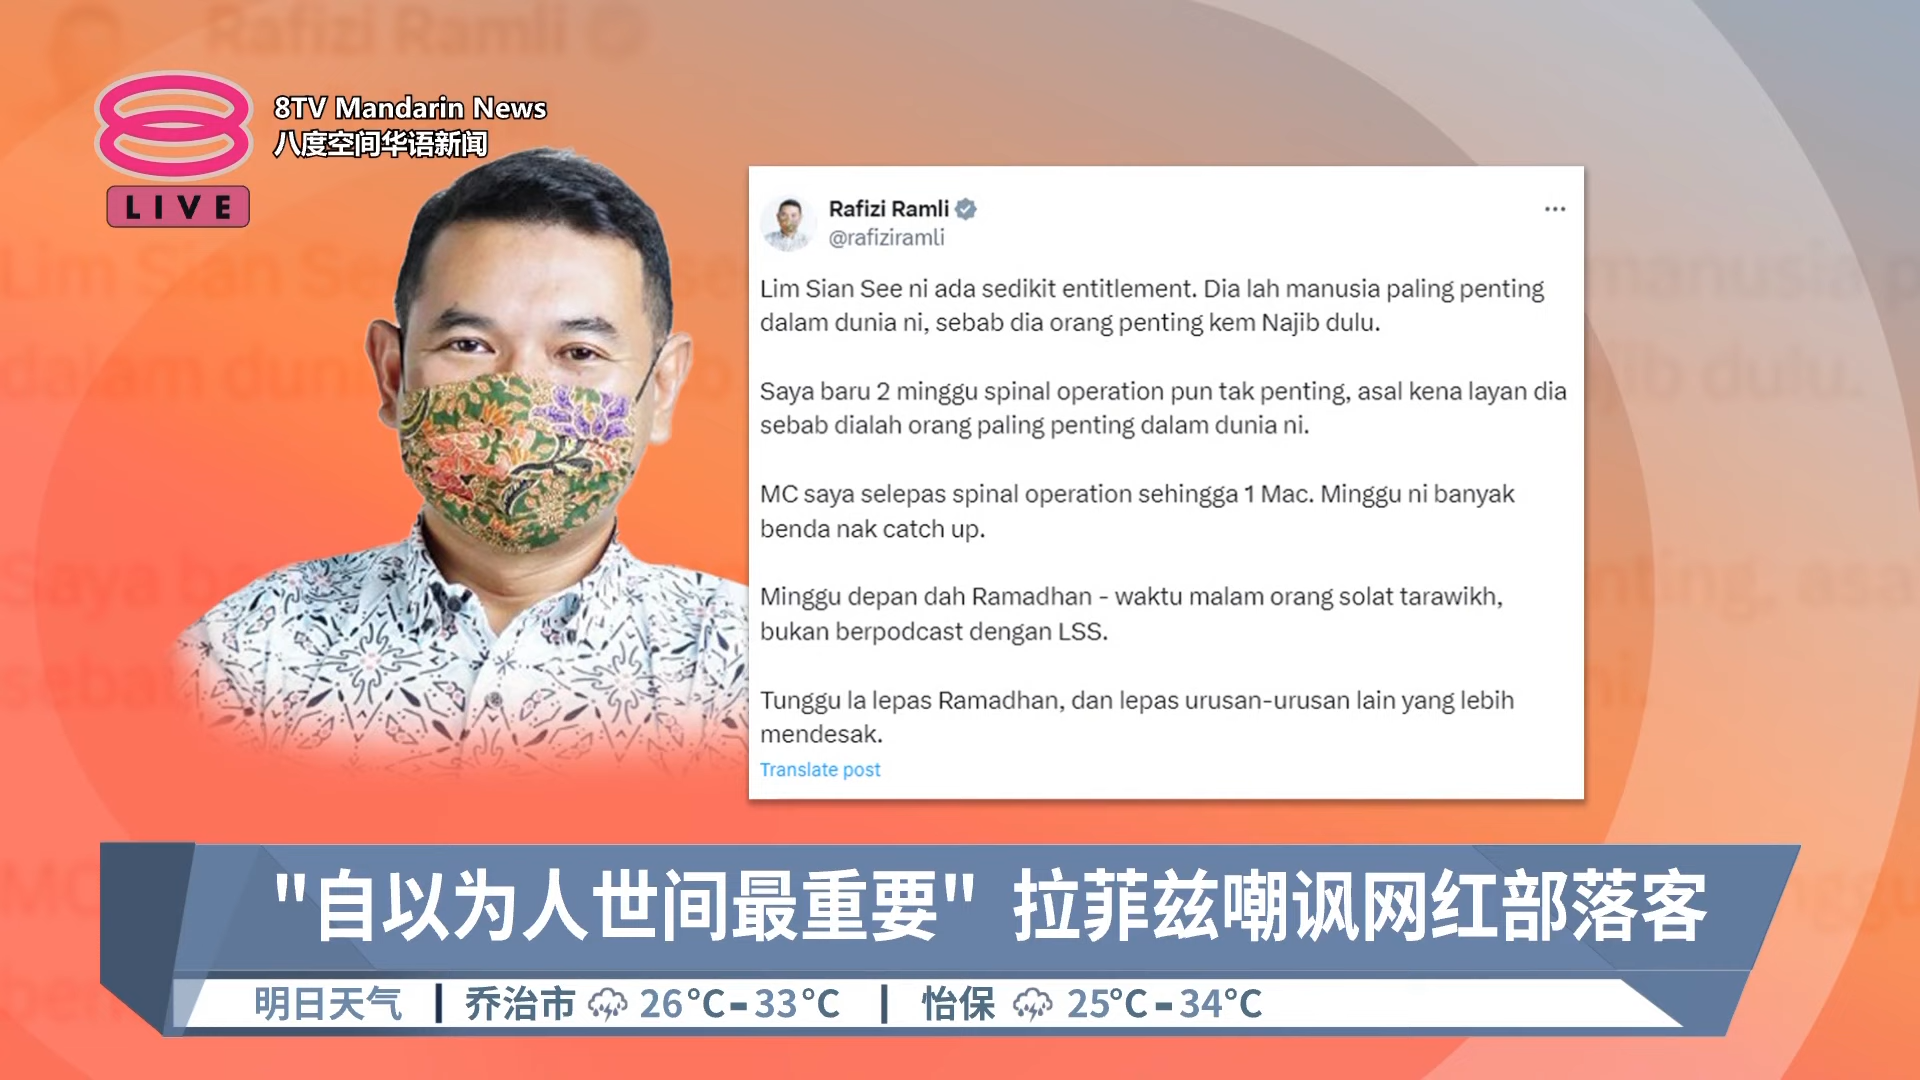 8TV Mandarin News
八度空间华语新闻
LIVE
Rafizi Ramli
@rafiziramli
Lim Sian See ni ada sedikit entitlement. Dia lah manusia paling penting
dalam dunia ni, sebab dia orang penting kem Najib dulu.
Saya baru 2 minggu spinal operation pun tak penting, asal kena layan dia
sebab dialah orang paling penting dalam dunia ni.
MC saya selepas spinal operation sehingga 1 Mac. Minggu ni banyak
benda nak catch up.
Minggu depan dah Ramadhan - waktu malam orang solat tarawikh,
bukan berpodcast dengan LSS.
Tunggu la lepas Ramadhan, dan lepas urusan-urusan lain yang lebih
mendesak.
Translate post
"自以为人世间最重要" 拉菲兹嘲讽网红部落客
明日天气 | 乔治市 26°C-33°C | 怡保 25°C-34°C